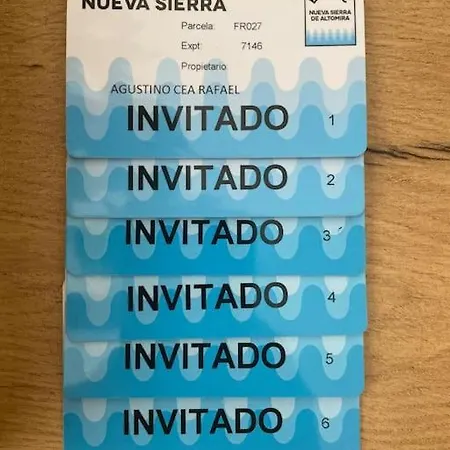 NUEVA SIERRA
NUEVA SIERRA
DE ALTOMIRA
Parcela: FR027
Expt: 7146
Propietario
AGUSTINO CEA RAFAEL
INVITADO 1
INVITADO 2
INVITADO 3
INVITADO 4
INVITADO 5
INVITADO 6